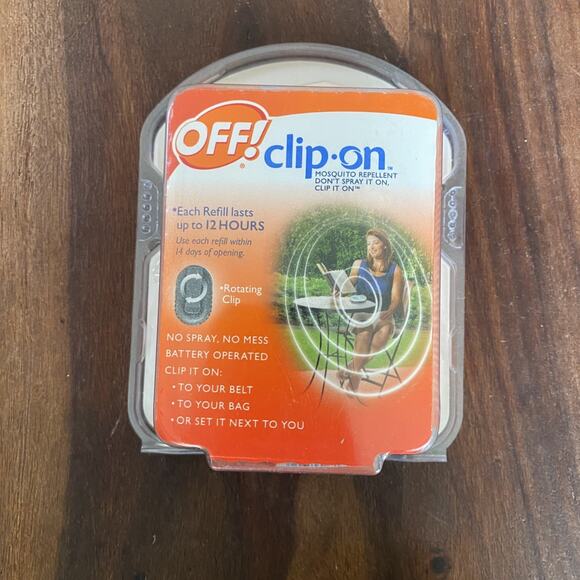 OFF!®
clip·on™
MOSQUITO REPELLENT
DON'T SPRAY IT ON,
CLIP IT ON™
•Each Refill lasts
up to 12 HOURS
Use each refill within
14 days of opening.
•Rotating
Clip
NO SPRAY, NO MESS
BATTERY OPERATED
CLIP IT ON:
• TO YOUR BELT
• TO YOUR BAG
• OR SET IT NEXT TO YOU